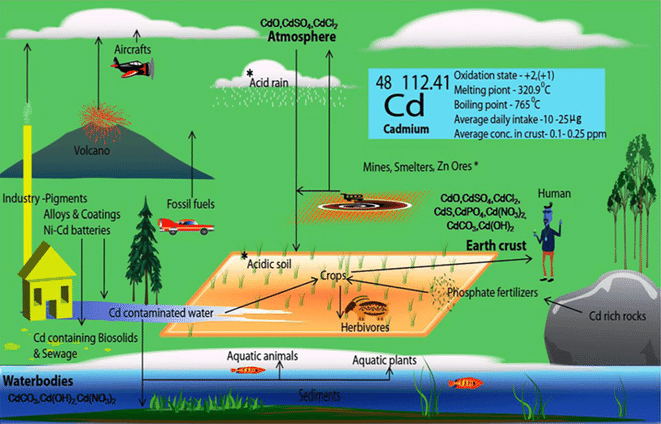 CdO,CdSO4,CdCl2
Atmosphere
Aircrafts
* Acid rain
48 112.41
Cd
Cadmium
Oxidation state - +2,(+1)
Melting piont - 320.9°C
Boiling point - 765°C
Average daily intake -10 -25µg
Average conc. in crust- 0.1- 0.25 ppm
Volcano
Mines, Smelters, Zn Ores *
Industry -Pigments
Alloys & Coatings
Ni-Cd batteries
Fossil fuels
CdO,CdSO4,CdCl2,
CdS,CdPO4,Cd(NO3)2,
CdCO3,Cd(OH)2
Earth crust
Human
* Acidic soil
Crops
Phosphate fertilizers
Cd contaminated water
Herbivores
Cd rich rocks
Cd containing Biosolids
& Sewage
Aquatic animals
Aquatic plants
Waterbodies
CdCO3,Cd(OH)2,Cd(NO3)2
Sediments